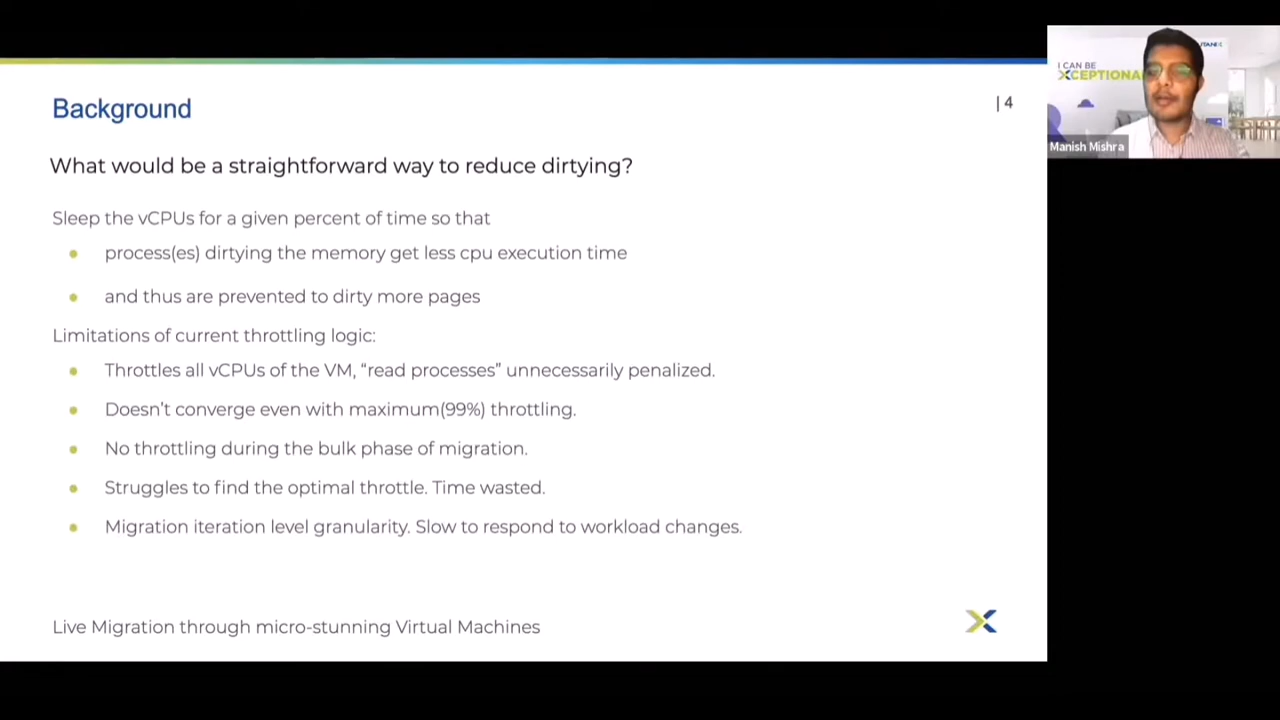 Background
| 4
What would be a straightforward way to reduce dirtying?
Sleep the vCPUs for a given percent of time so that
process(es) dirtying the memory get less cpu execution time
and thus are prevented to dirty more pages
Limitations of current throttling logic:
Throttles all vCPUs of the VM, “read processes” unnecessarily penalized.
Doesn’t converge even with maximum(99%) throttling.
No throttling during the bulk phase of migration.
Struggles to find the optimal throttle. Time wasted.
Migration iteration level granularity. Slow to respond to workload changes.
Live Migration through micro-stunning Virtual Machines
I CAN BE
XCEPTIONA
Manish Mishra